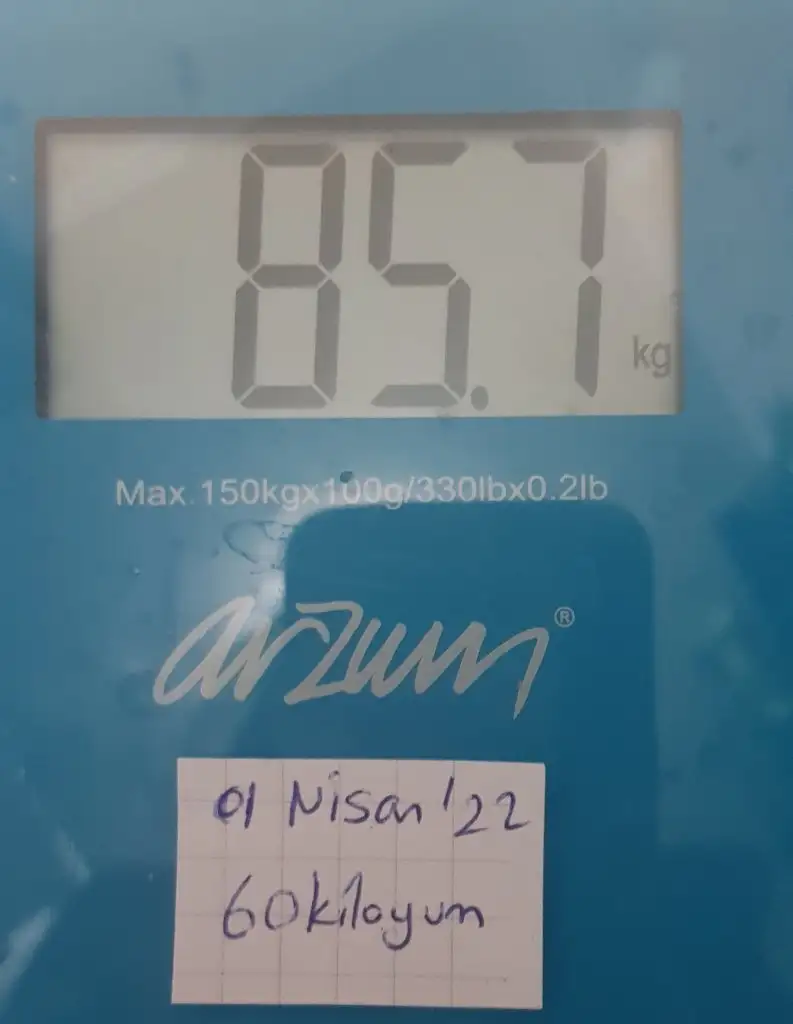 85.7 kg
Max 150kgx100g/330lbx0.2lb
arzum®
01 Nisan '22
60kiloyum